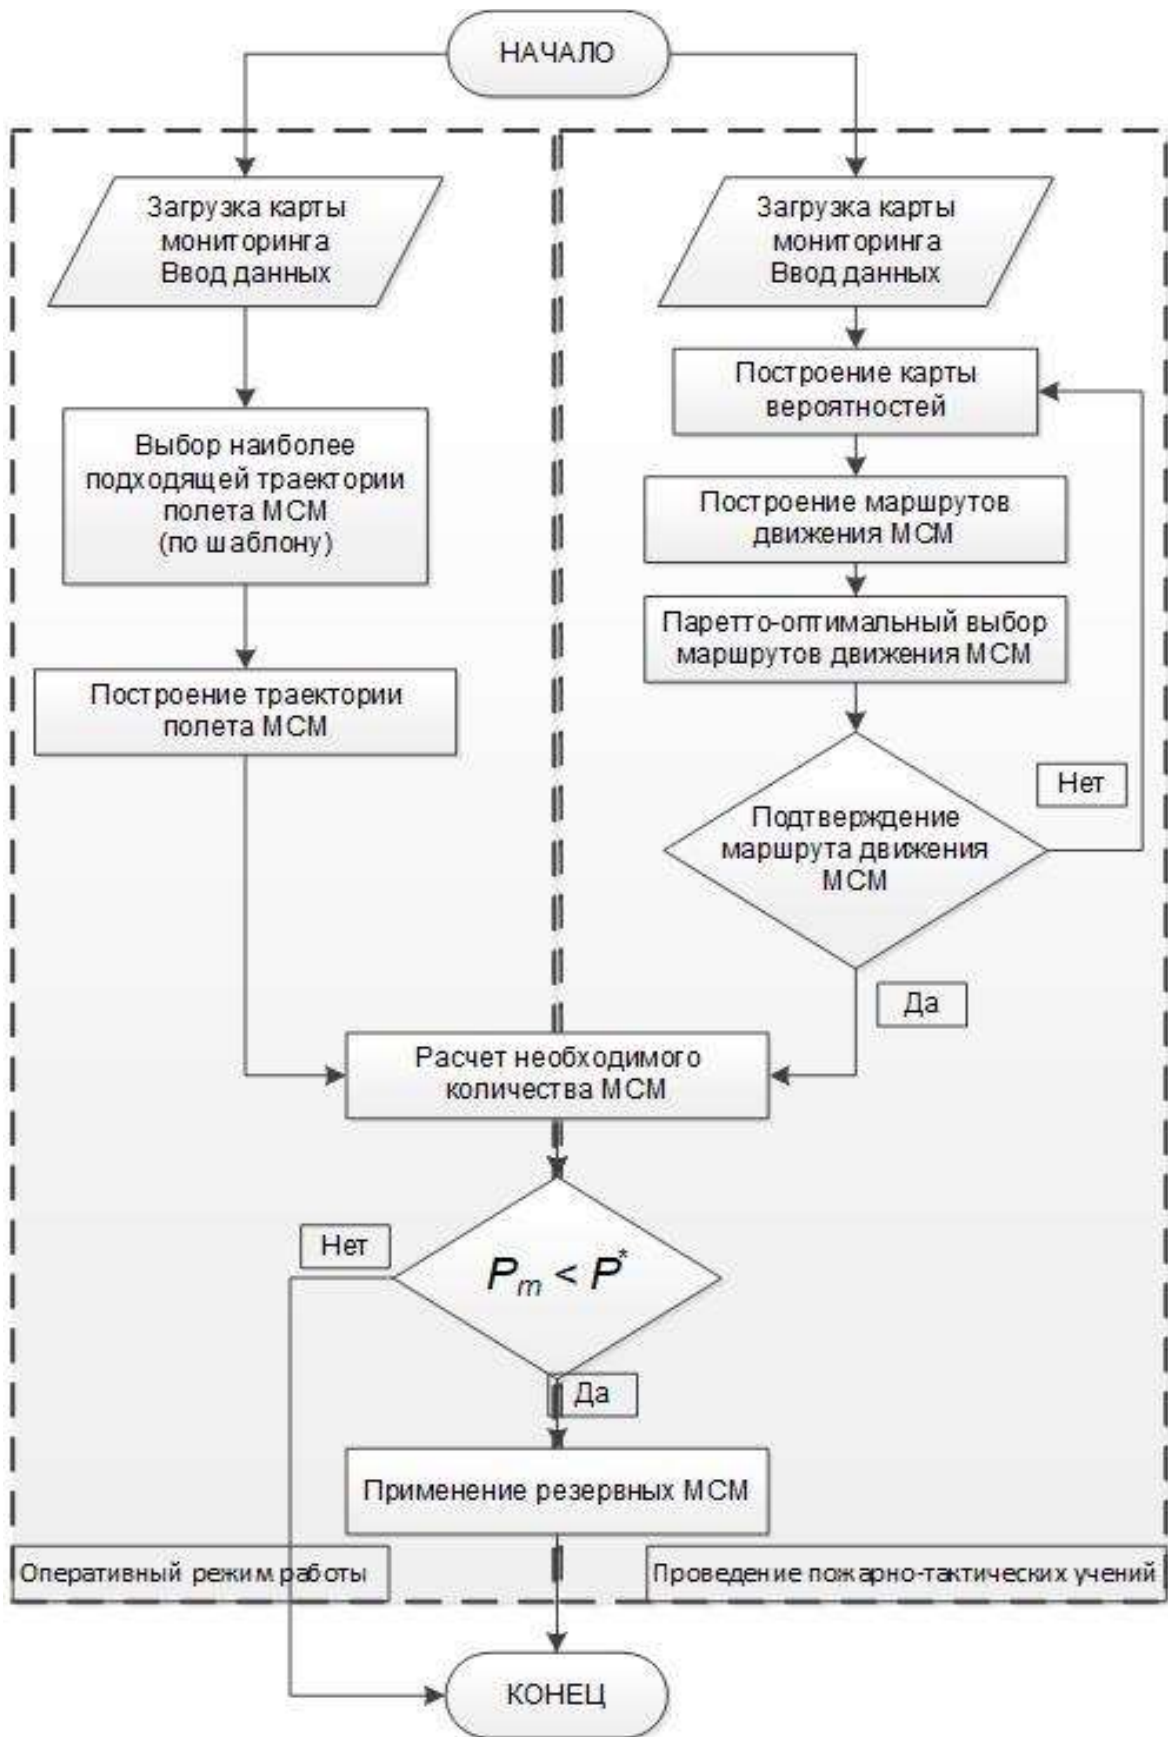 НАЧАЛО
Загрузка карты
мониторинга
Ввод данных
Выбор наиболее
подходящей траектории
полета МСМ
(по шаблону)
Построение траектории
полета МСМ
Загрузка карты
мониторинга
Ввод данных
Построение карты
вероятностей
Построение маршрутов
движения МСМ
Паретто-оптимальный выбор
маршрутов движения МСМ
Подтверждение
маршрута движения
МСМ
Нет
Да
Расчет необходимого
количества МСМ
Нет
Pm < P*
Да
Применение резервных МСМ
Оперативный режим работы
Проведение пожарно-тактических учений
КОНЕЦ